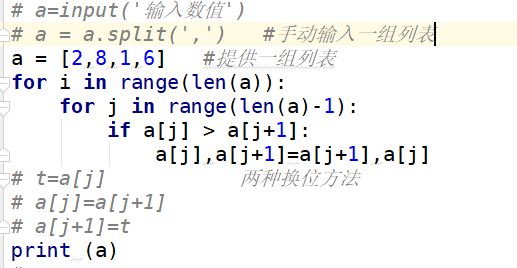 # a=input('输入数值')
# a = a.split(',')   #手动输入一组列表
a = [2,8,1,6]   #提供一组列表
for i in range(len(a)):
    for j in range(len(a)-1):
        if a[j] > a[j+1]:
            a[j],a[j+1]=a[j+1],a[j]
# t=a[j]            两种换位方法
# a[j]=a[j+1]
# a[j+1]=t
print (a)